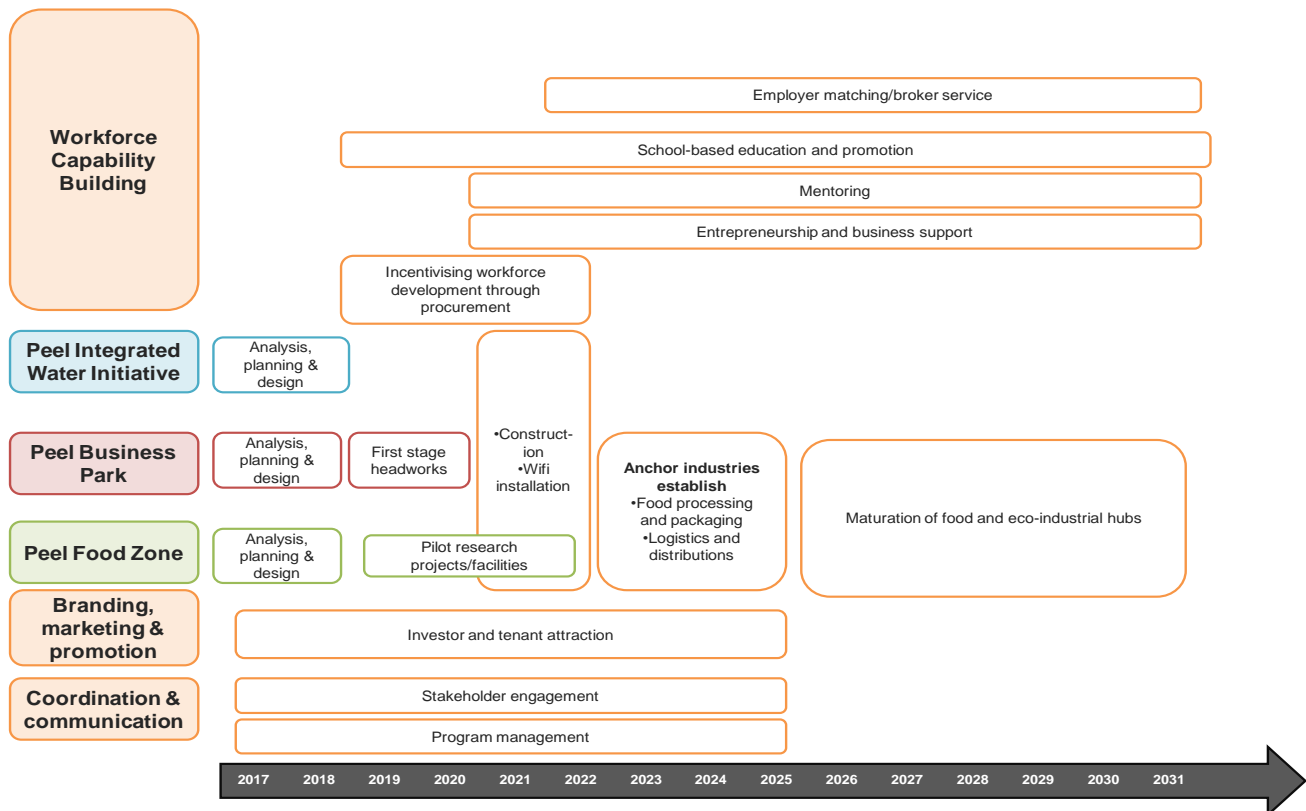 Workforce
Capability
Building
Employer matching/broker service
School-based education and promotion
Mentoring
Entrepreneurship and business support
Incentivising workforce
development through
procurement
Peel Integrated
Water Initiative
Analysis,
planning &
design
Peel Business
Park
Analysis,
planning &
design
First stage
headworks
•Construct-
ion
•Wifi
installation
Anchor industries
establish
•Food processing
and packaging
•Logistics and
distributions
Maturation of food and eco-industrial hubs
Peel Food Zone
Analysis,
planning &
design
Pilot research
projects/facilities
Branding,
marketing &
promotion
Investor and tenant attraction
Coordination &
communication
Stakeholder engagement
Program management
2017 2018 2019 2020 2021 2022 2023 2024 2025 2026 2027 2028 2029 2030 2031